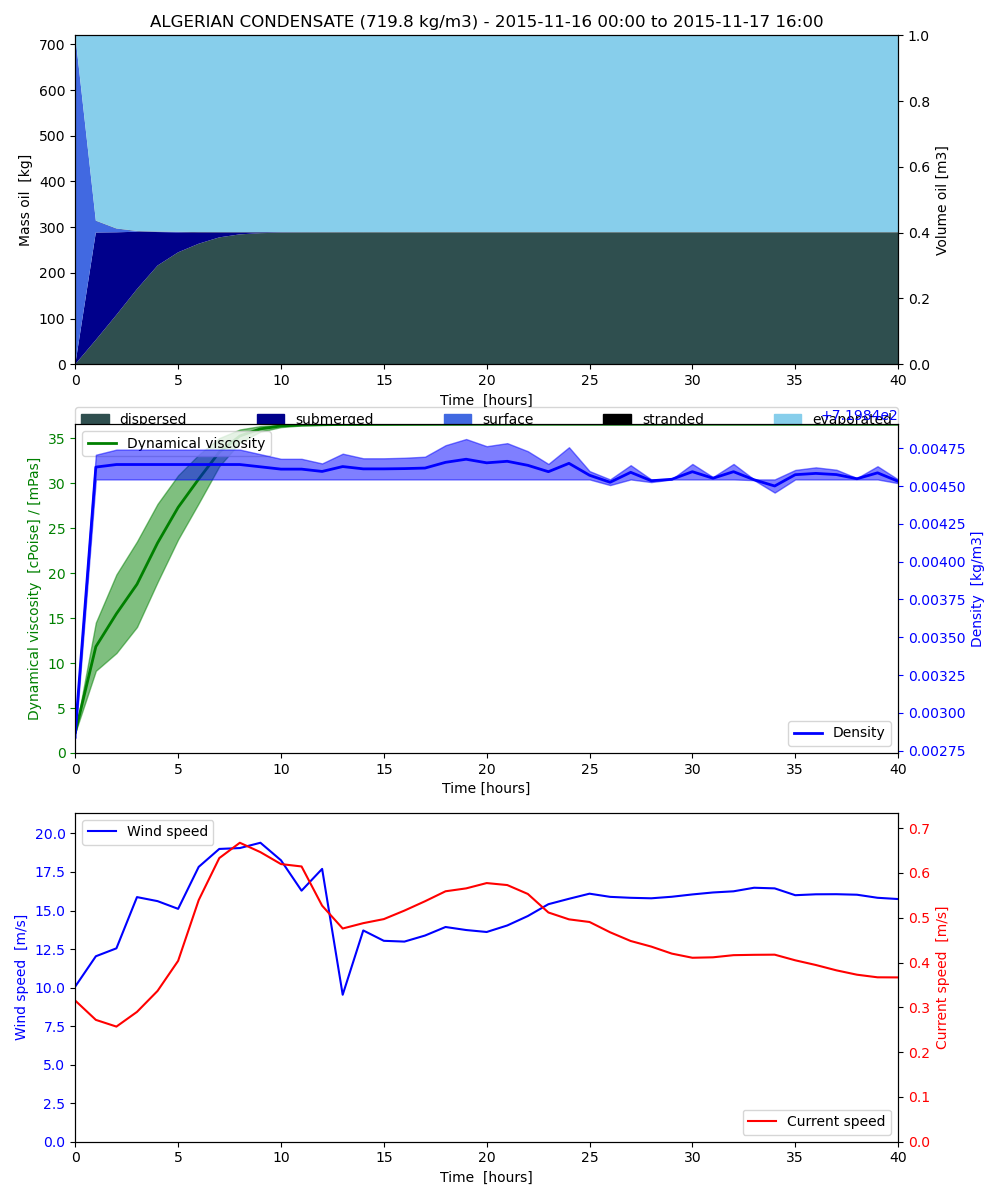 ALGERIAN CONDENSATE (719.8 kg/m3) - 2015-11-16 00:00 to 2015-11-17 16:00
Mass oil [kg]
700
600
500
400
300
200
100
0
Volume oil [m3]
1.0
0.8
0.6
0.4
0.2
0.0
0 5 10 15 20 25 30 35 40
Time [hours]
dispersed submerged surface stranded evaporated
+7.1984e2
Dynamical viscosity
Dynamical viscosity [cPoise] / [mPas]
35
30
25
20
15
10
5
0
Density [kg/m3]
0.00475
0.00450
0.00425
0.00400
0.00375
0.00350
0.00325
0.00300
0.00275
Density
0 5 10 15 20 25 30 35 40
Time [hours]
Wind speed
Wind speed [m/s]
20.0
17.5
15.0
12.5
10.0
7.5
5.0
2.5
0.0
Current speed [m/s]
0.7
0.6
0.5
0.4
0.3
0.2
0.1
0.0
Current speed
0 5 10 15 20 25 30 35 40
Time [hours]